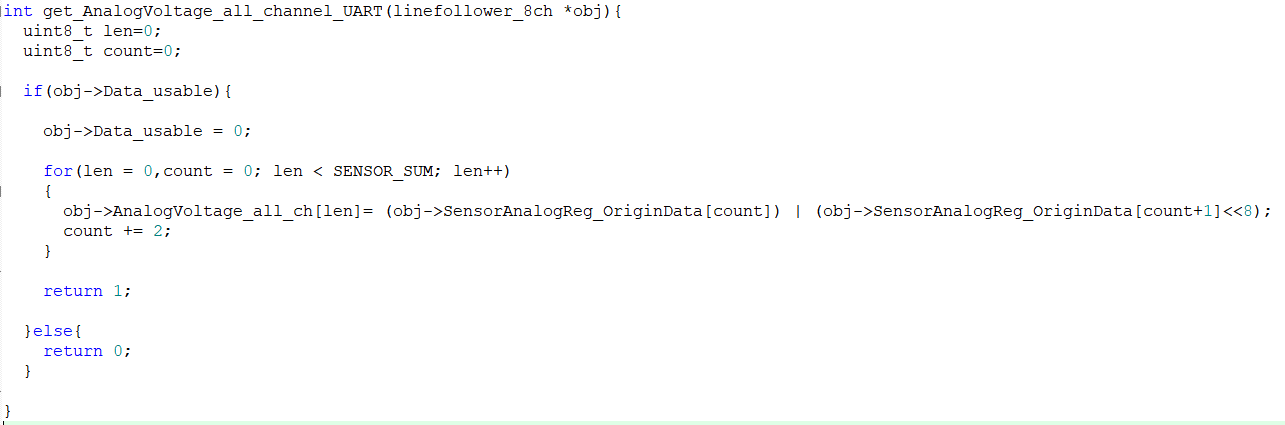 int get_AnalogVoltage_all_channel_UART(linefollower_8ch *obj){
  uint8_t len=0;
  uint8_t count=0;

  if(obj->Data_usable){

    obj->Data_usable = 0;

    for(len = 0,count = 0; len < SENSOR_SUM; len++)
    {
      obj->AnalogVoltage_all_ch[len]= (obj->SensorAnalogReg_OriginData[count]) | (obj->SensorAnalogReg_OriginData[count+1]<<8);
      count += 2;
    }

    return 1;

  }else{
    return 0;
  }

}